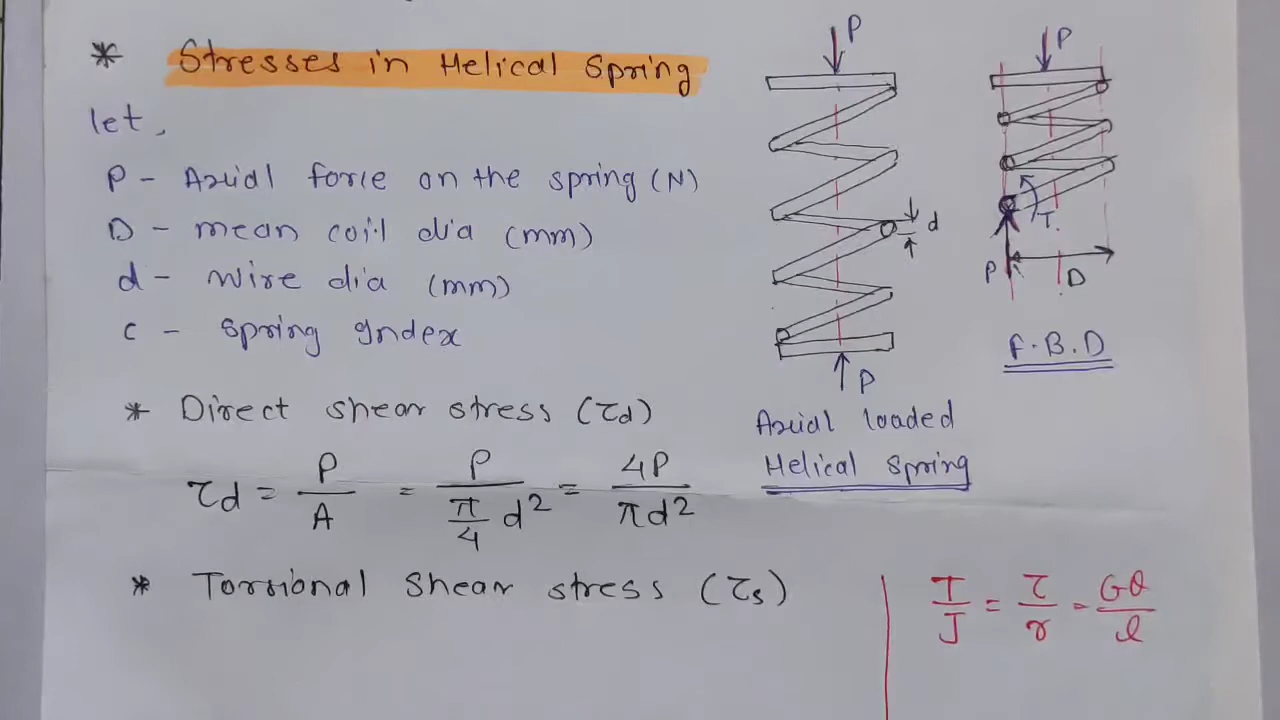 * Stresses in Helical Spring
let,
P - Axial force on the spring (N)
D - mean coil dia (mm)
d - wire dia (mm)
C - Spring Index
* Direct shear stress (τd)
τd = P/A = P/(π/4 d²) = 4P/πd²
* Torsional Shear stress (τs)
P
d
P
Axial loaded
Helical Spring
P
T.
P
D
F.B.D
T/J = τ/r = Gθ/l